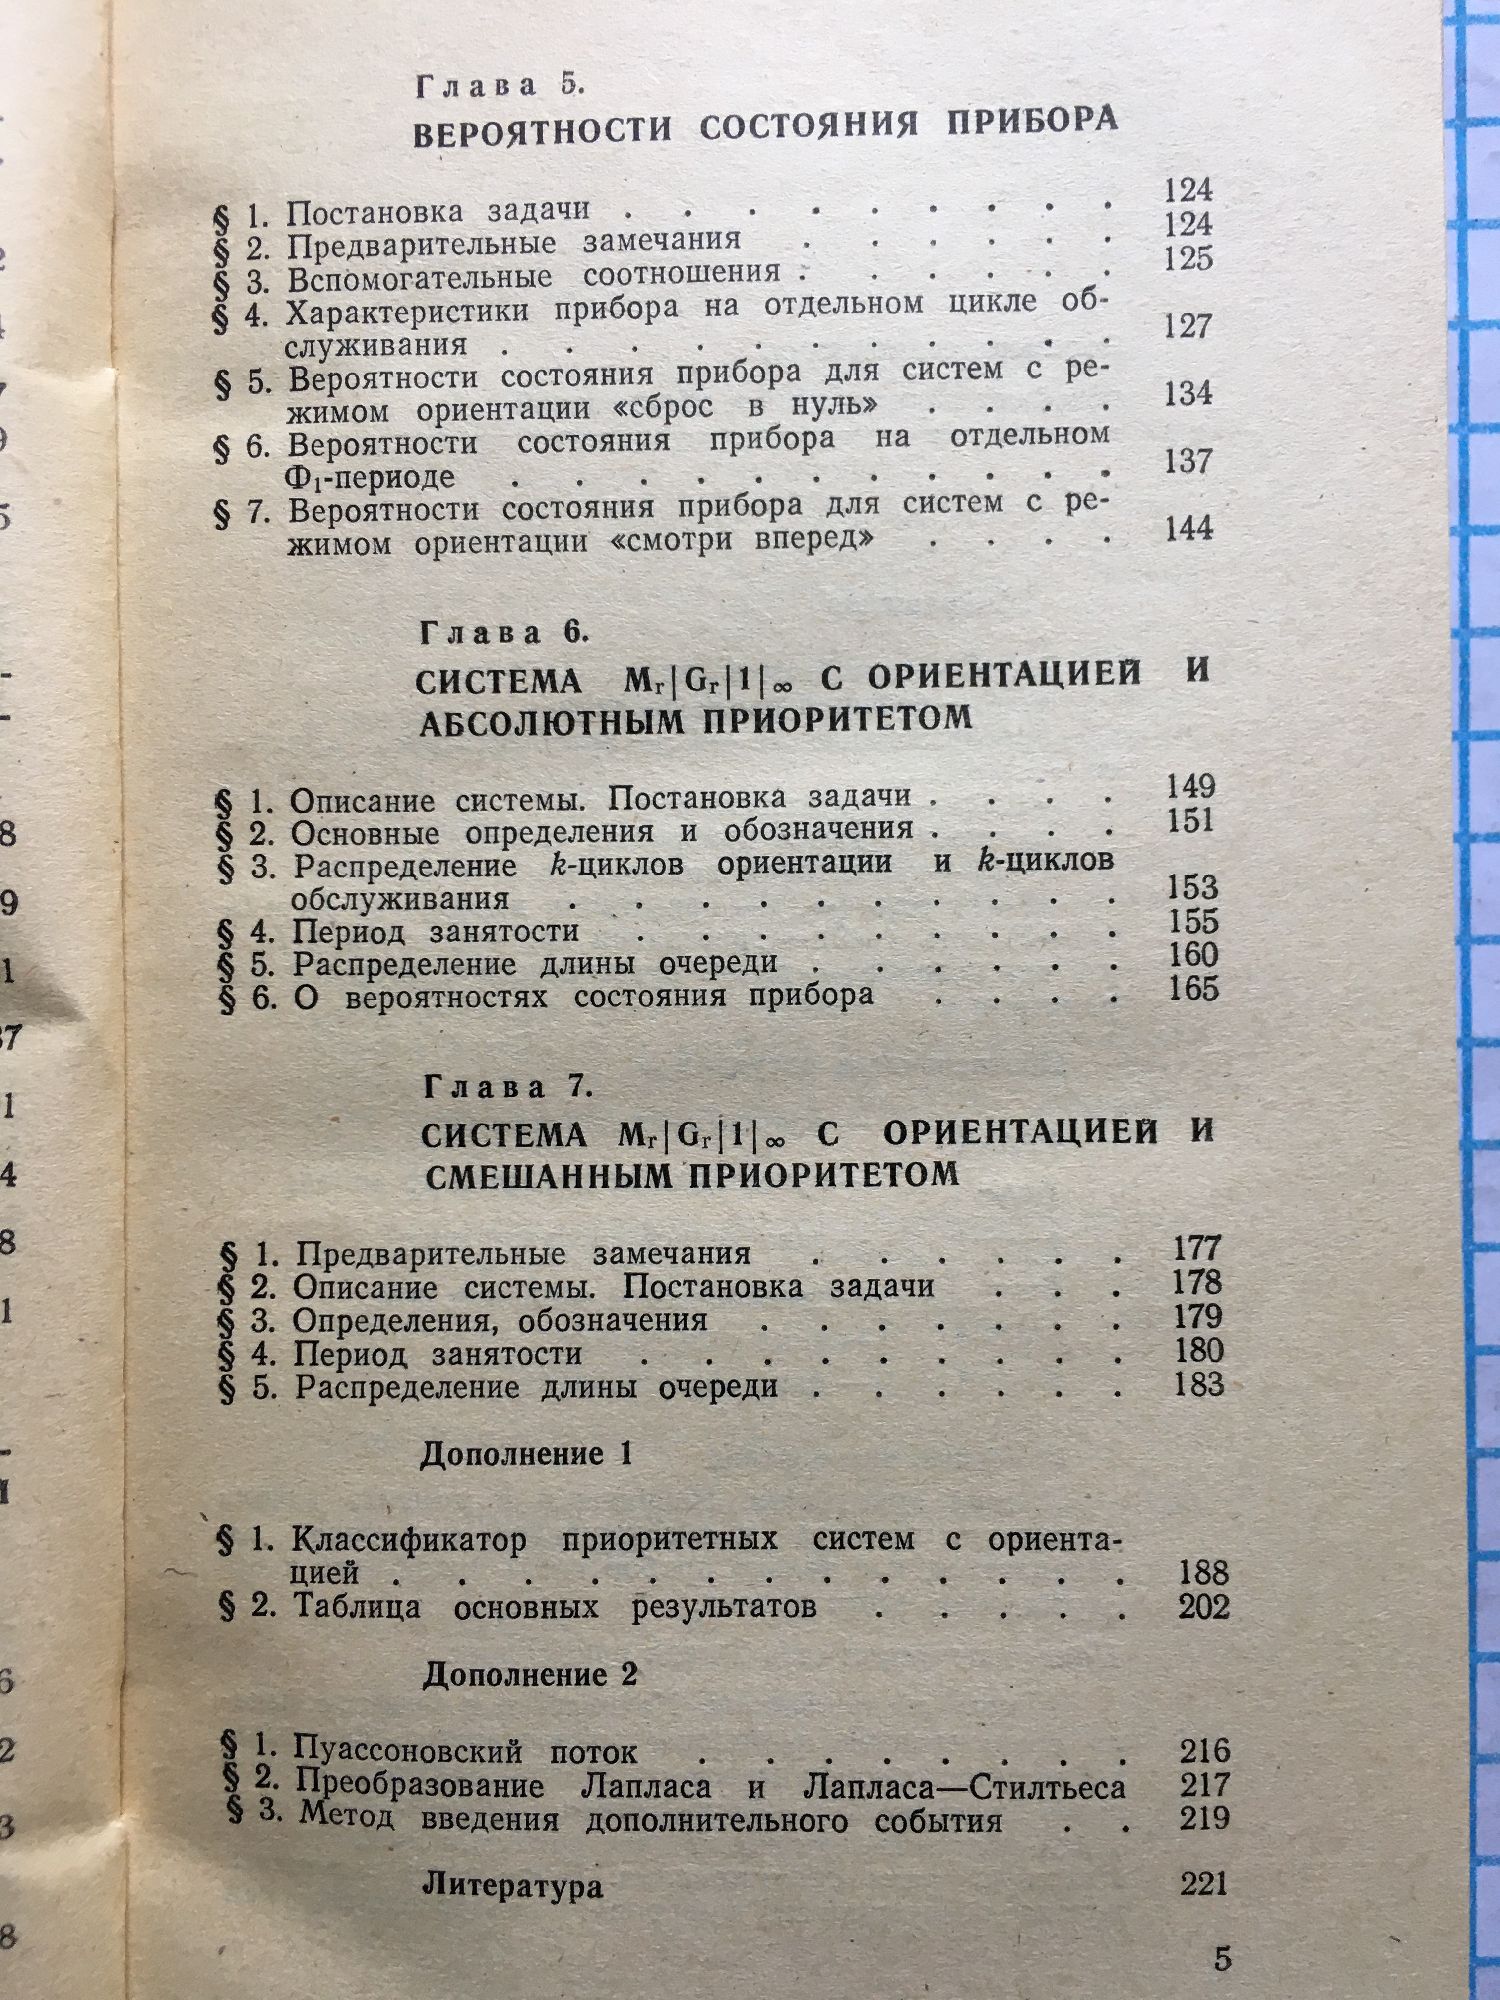 Глава 5.
ВЕРОЯТНОСТИ СОСТОЯНИЯ ПРИБОРА
§ 1. Постановка задачи . . . . . . . . . 124
§ 2. Предварительные замечания . . . . . . 124
§ 3. Вспомогательные соотношения . . . . . . 125
§ 4. Характеристики прибора на отдельном цикле об-
служивания . . . . . . . . . . 127
§ 5. Вероятности состояния прибора для систем с ре-
жимом ориентации «сброс в нуль» . . . . 134
§ 6. Вероятности состояния прибора на отдельном
Ф₁-периоде . . . . . . . . . . 137
§ 7. Вероятности состояния прибора для систем с ре-
жимом ориентации «смотри вперед» . . . . 144
Глава 6.
СИСТЕМА Mᵣ|Gᵣ|1|∞ С ОРИЕНТАЦИЕЙ И
АБСОЛЮТНЫМ ПРИОРИТЕТОМ
§ 1. Описание системы. Постановка задачи . . . . 149
§ 2. Основные определения и обозначения . . . . 151
§ 3. Распределение k-циклов ориентации и k-циклов
обслуживания . . . . . . . . . 153
§ 4. Период занятости . . . . . . . . 155
§ 5. Распределение длины очереди . . . . . . 160
§ 6. О вероятностях состояния прибора . . . . 165
Глава 7.
СИСТЕМА Mᵣ|Gᵣ|1|∞ С ОРИЕНТАЦИЕЙ И
СМЕШАННЫМ ПРИОРИТЕТОМ
§ 1. Предварительные замечания . . . . . . 177
§ 2. Описание системы. Постановка задачи . . . 178
§ 3. Определения, обозначения . . . . . . . 179
§ 4. Период занятости . . . . . . . . 180
§ 5. Распределение длины очереди . . . . . . 183
Дополнение 1
§ 1. Классификатор приоритетных систем с ориента-
цией . . . . . . . . . . . . 188
§ 2. Таблица основных результатов . . . . . 202
Дополнение 2
§ 1. Пуассоновский поток . . . . . . . . 216
§ 2. Преобразование Лапласа и Лапласа—Стилтьеса 217
§ 3. Метод введения дополнительного события . . 219
Литература 221
5